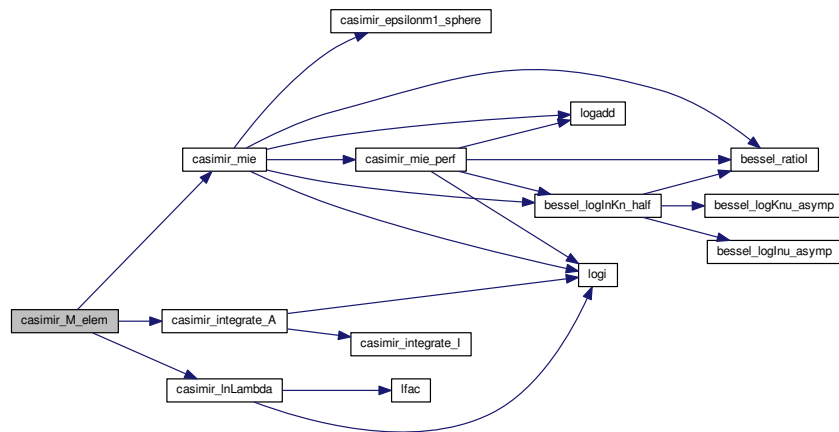 casimir_epsilonm1_sphere
logadd
casimir_mie
casimir_mie_perf
bessel_ratioI
bessel_logInKn_half
bessel_logKnu_asymp
bessel_logInu_asymp
logi
casimir_M_elem
casimir_integrate_A
casimir_integrate_I
casimir_lnLambda
lfac